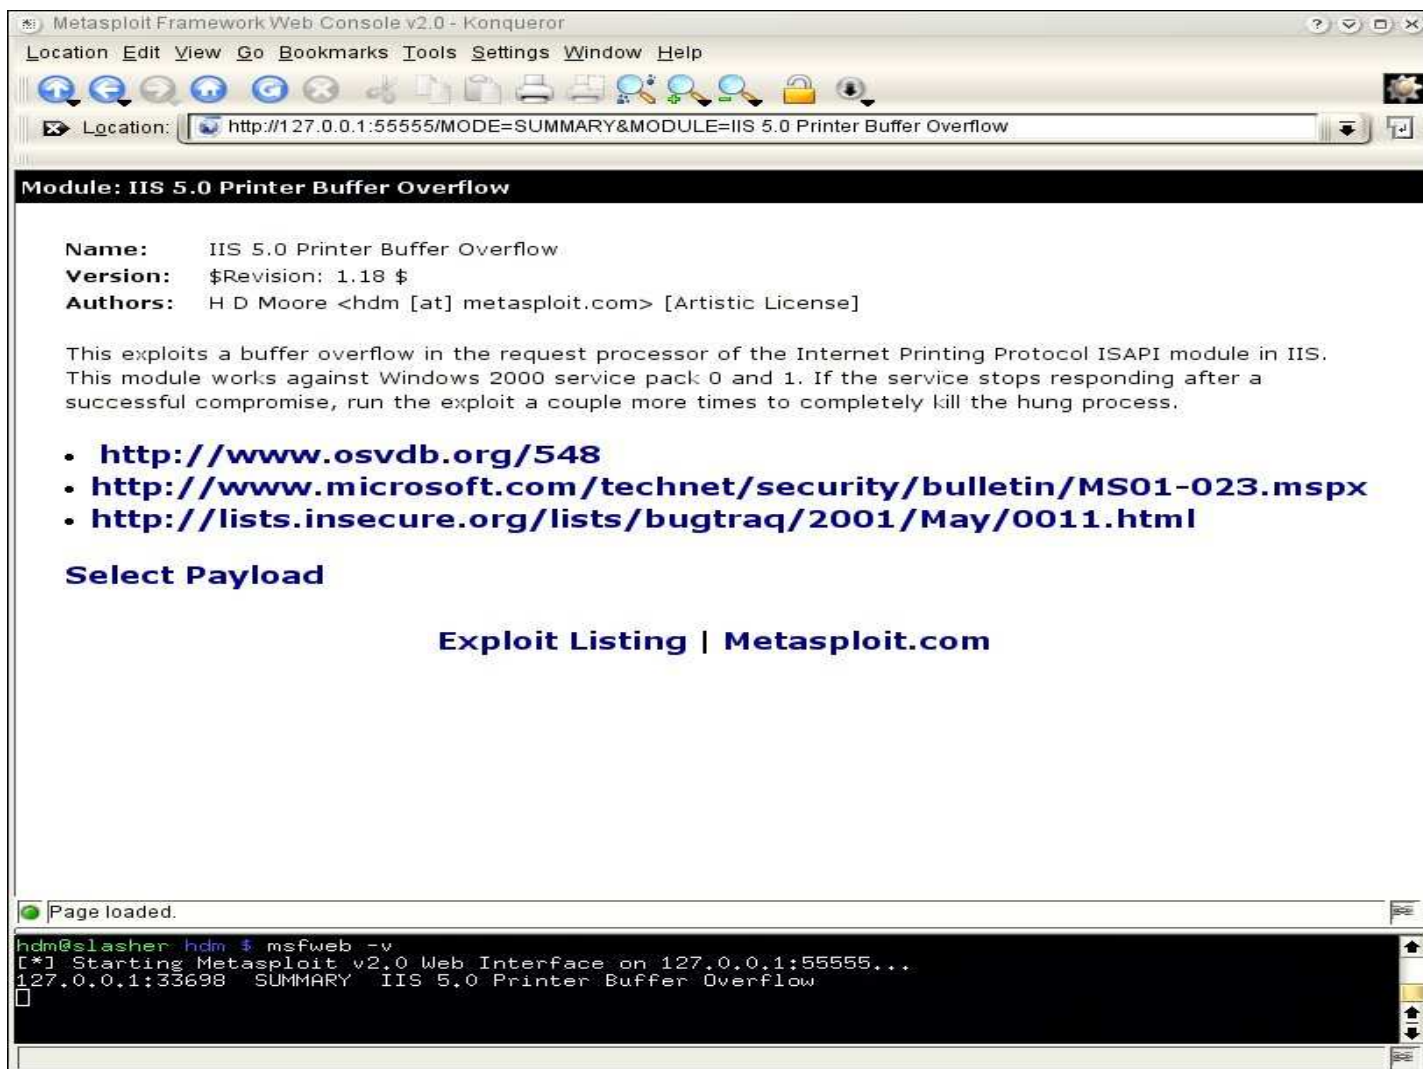 Metasploit Framework Web Console v2.0 - Konqueror
Location Edit View Go Bookmarks Tools Settings Window Help
Location: http://127.0.0.1:55555/MODE=SUMMARY&MODULE=IIS 5.0 Printer Buffer Overflow
Module: IIS 5.0 Printer Buffer Overflow
Name: IIS 5.0 Printer Buffer Overflow
Version: $Revision: 1.18 $
Authors: H D Moore <hdm [at] metasploit.com> [Artistic License]
This exploits a buffer overflow in the request processor of the Internet Printing Protocol ISAPI module in IIS.
This module works against Windows 2000 service pack 0 and 1. If the service stops responding after a
successful compromise, run the exploit a couple more times to completely kill the hung process.
• http://www.osvdb.org/548
• http://www.microsoft.com/technet/security/bulletin/MS01-023.mspx
• http://lists.insecure.org/lists/bugtraq/2001/May/0011.html
Select Payload
Exploit Listing | Metasploit.com
Page loaded.
hdm@slasher hdm $ msfweb -v
[*] Starting Metasploit v2.0 Web Interface on 127.0.0.1:55555...
127.0.0.1:33698 SUMMARY IIS 5.0 Printer Buffer Overflow